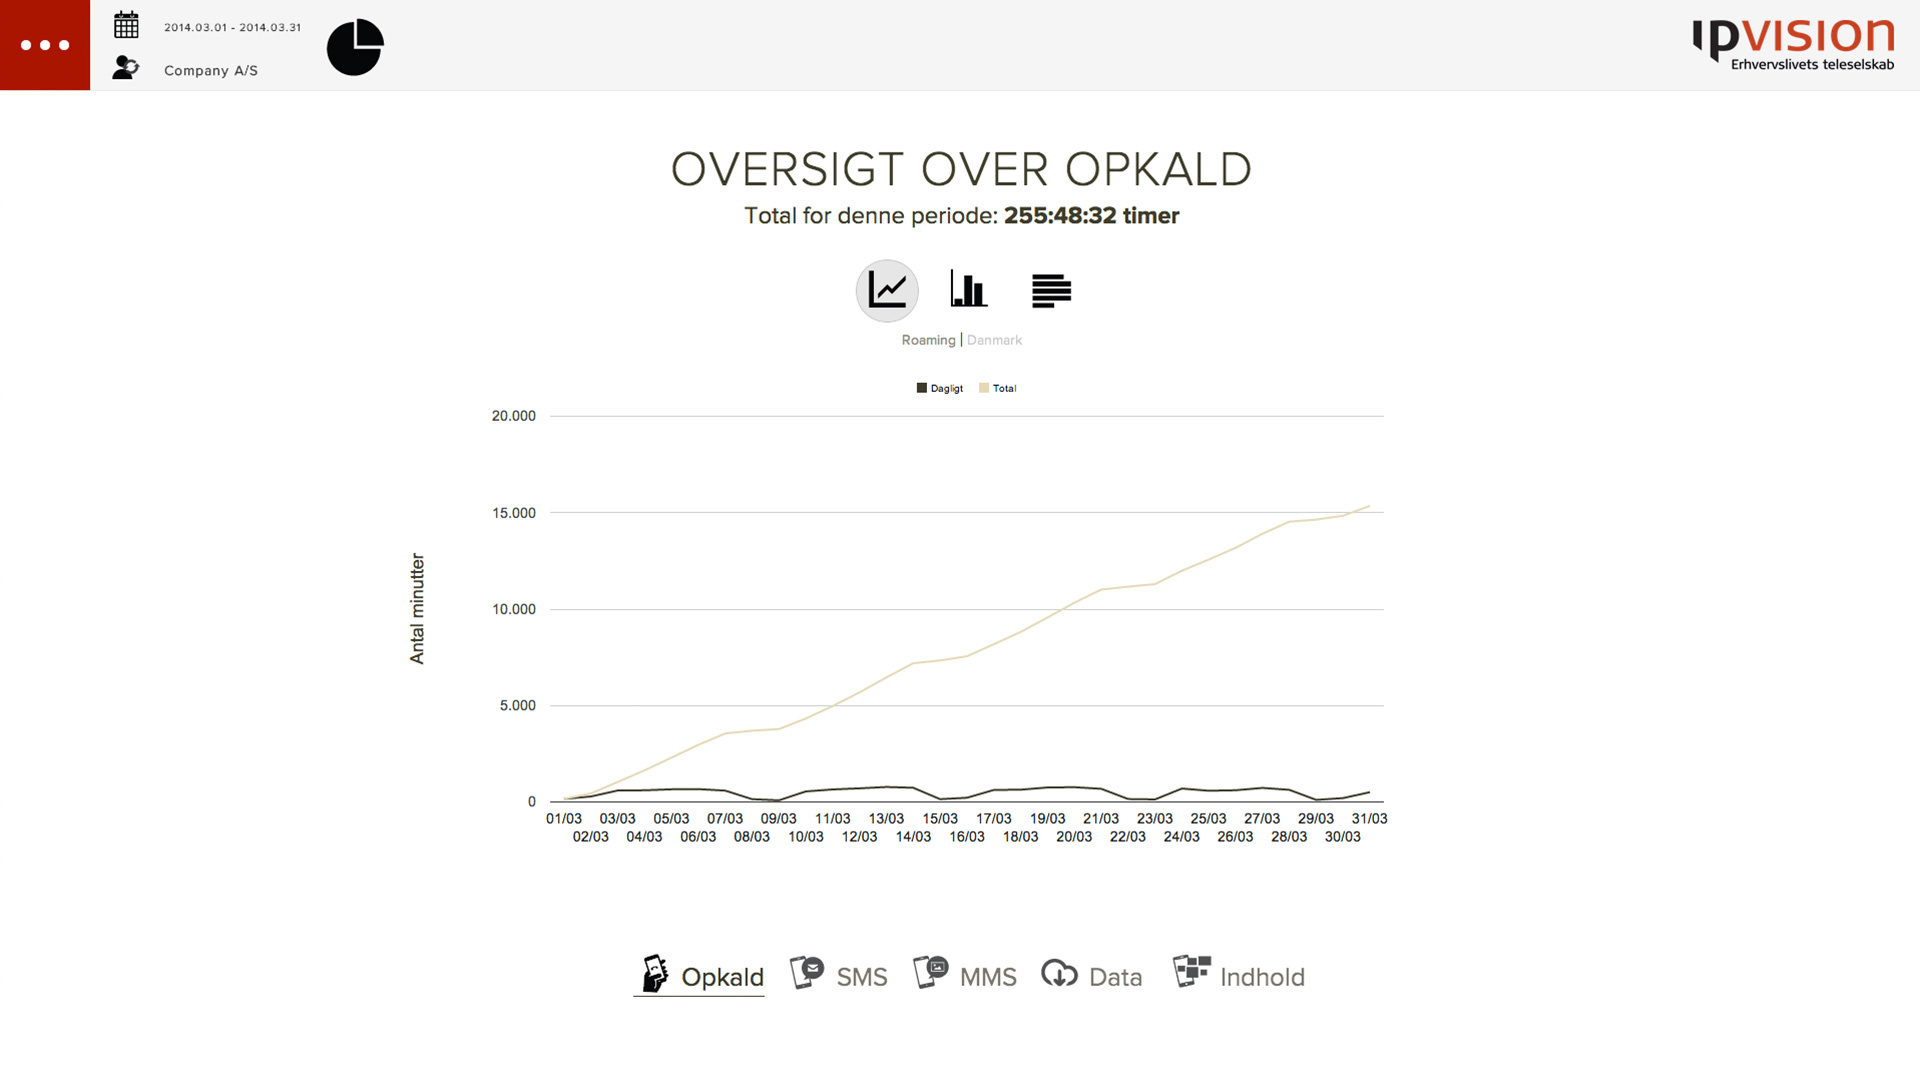 2014.03.01 - 2014.03.31
Company A/S
ipvision
Erhvervslivets teleselskab
OVERSIGT OVER OPKALD
Total for denne periode: 255:48:32 timer
Roaming | Danmark
Dagligt Total
20.000
15.000
10.000
5.000
0
Antal minutter
01/03 03/03 05/03 07/03 09/03 11/03 13/03 15/03 17/03 19/03 21/03 23/03 25/03 27/03 29/03 31/03
02/03 04/03 06/03 08/03 10/03 12/03 14/03 16/03 18/03 20/03 22/03 24/03 26/03 28/03 30/03
Opkald SMS MMS Data Indhold